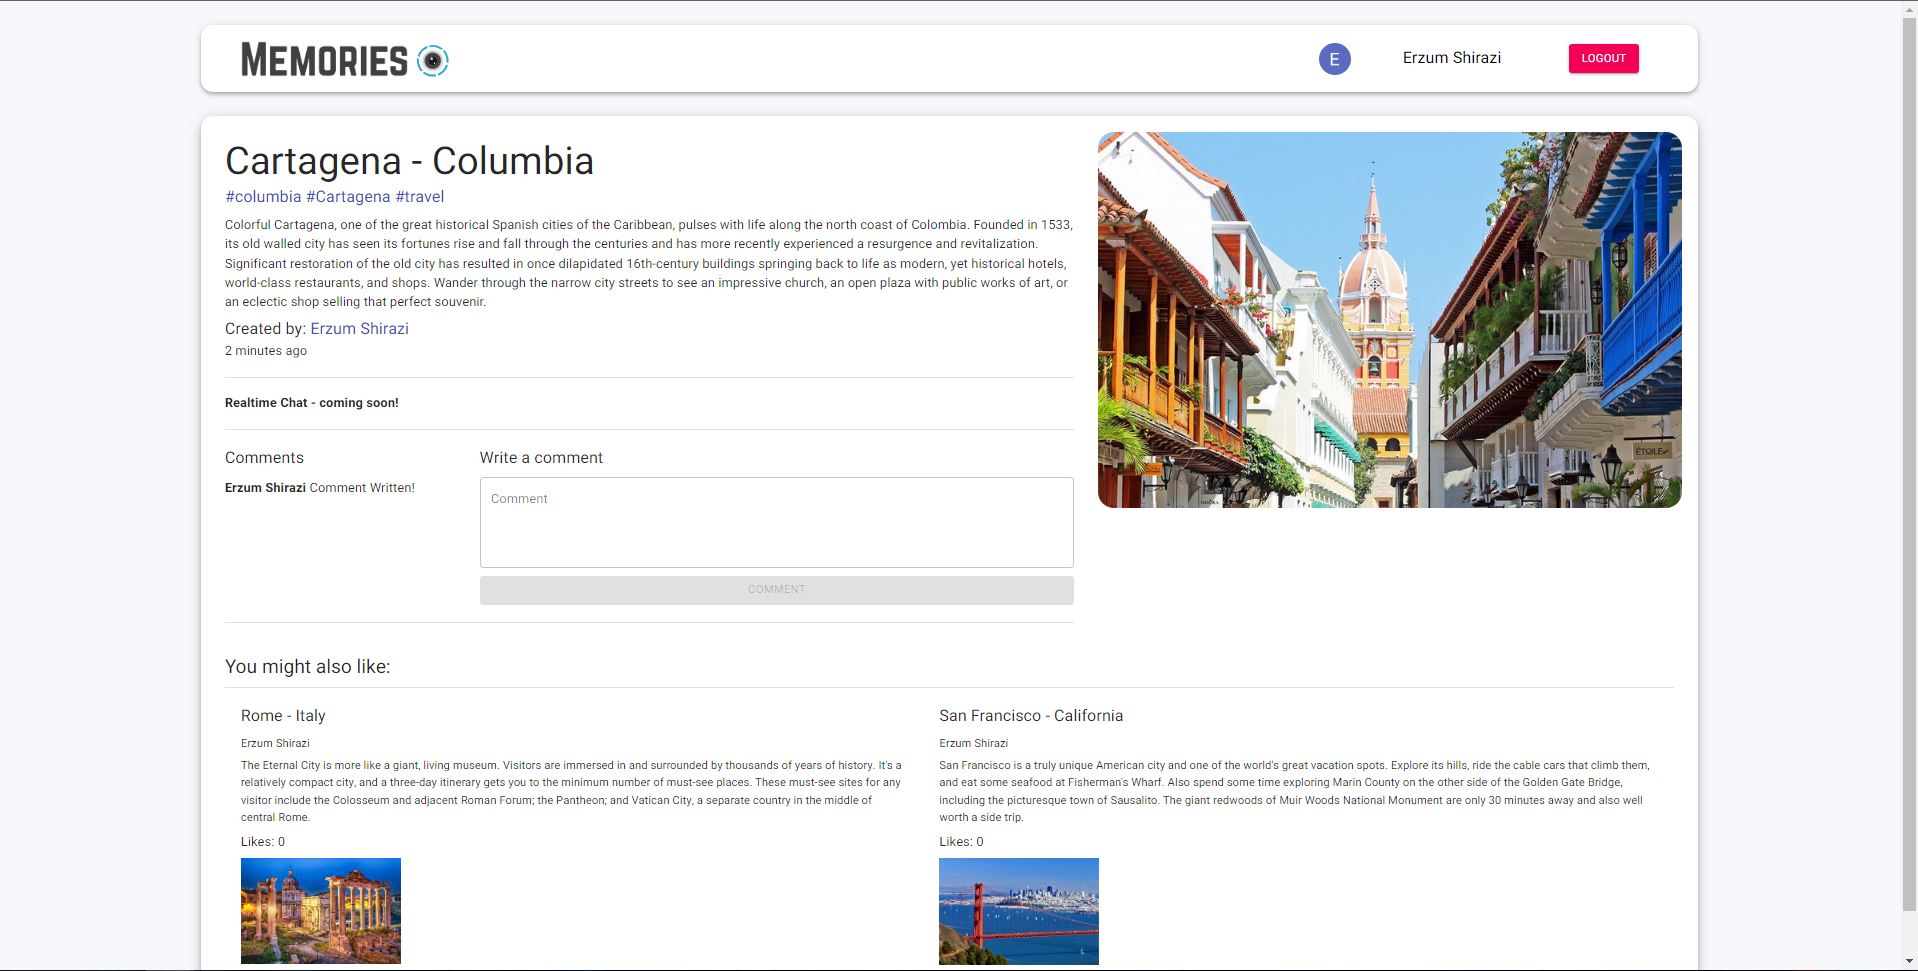 MEMORIES
E
Erzum Shirazi
LOGOUT
Cartagena - Columbia
#columbia #Cartagena #travel
Colorful Cartagena, one of the great historical Spanish cities of the Caribbean, pulses with life along the north coast of Colombia. Founded in 1533,
its old walled city has seen its fortunes rise and fall through the centuries and has more recently experienced a resurgence and revitalization.
Significant restoration of the old city has resulted in once dilapidated 16th-century buildings springing back to life as modern, yet historical hotels,
world-class restaurants, and shops. Wander through the narrow city streets to see an impressive church, an open plaza with public works of art, or
an eclectic shop selling that perfect souvenir.
Created by: Erzum Shirazi
2 minutes ago
ÉTOILE
Realtime Chat - coming soon!
Comments
Erzum Shirazi Comment Written!
Write a comment
Comment
COMMENT
You might also like:
Rome - Italy
Erzum Shirazi
The Eternal City is more like a giant, living museum. Visitors are immersed in and surrounded by thousands of years of history. It's a
relatively compact city, and a three-day itinerary gets you to the minimum number of must-see places. These must-see sites for any
visitor include the Colosseum and adjacent Roman Forum; the Pantheon; and Vatican City, a separate country in the middle of
central Rome.
Likes: 0
San Francisco - California
Erzum Shirazi
San Francisco is a truly unique American city and one of the world's great vacation spots. Explore its hills, ride the cable cars that climb them,
and eat some seafood at Fisherman's Wharf. Also spend some time exploring Marin County on the other side of the Golden Gate Bridge,
including the picturesque town of Sausalito. The giant redwoods of Muir Woods National Monument are only 30 minutes away and also well
worth a side trip.
Likes: 0